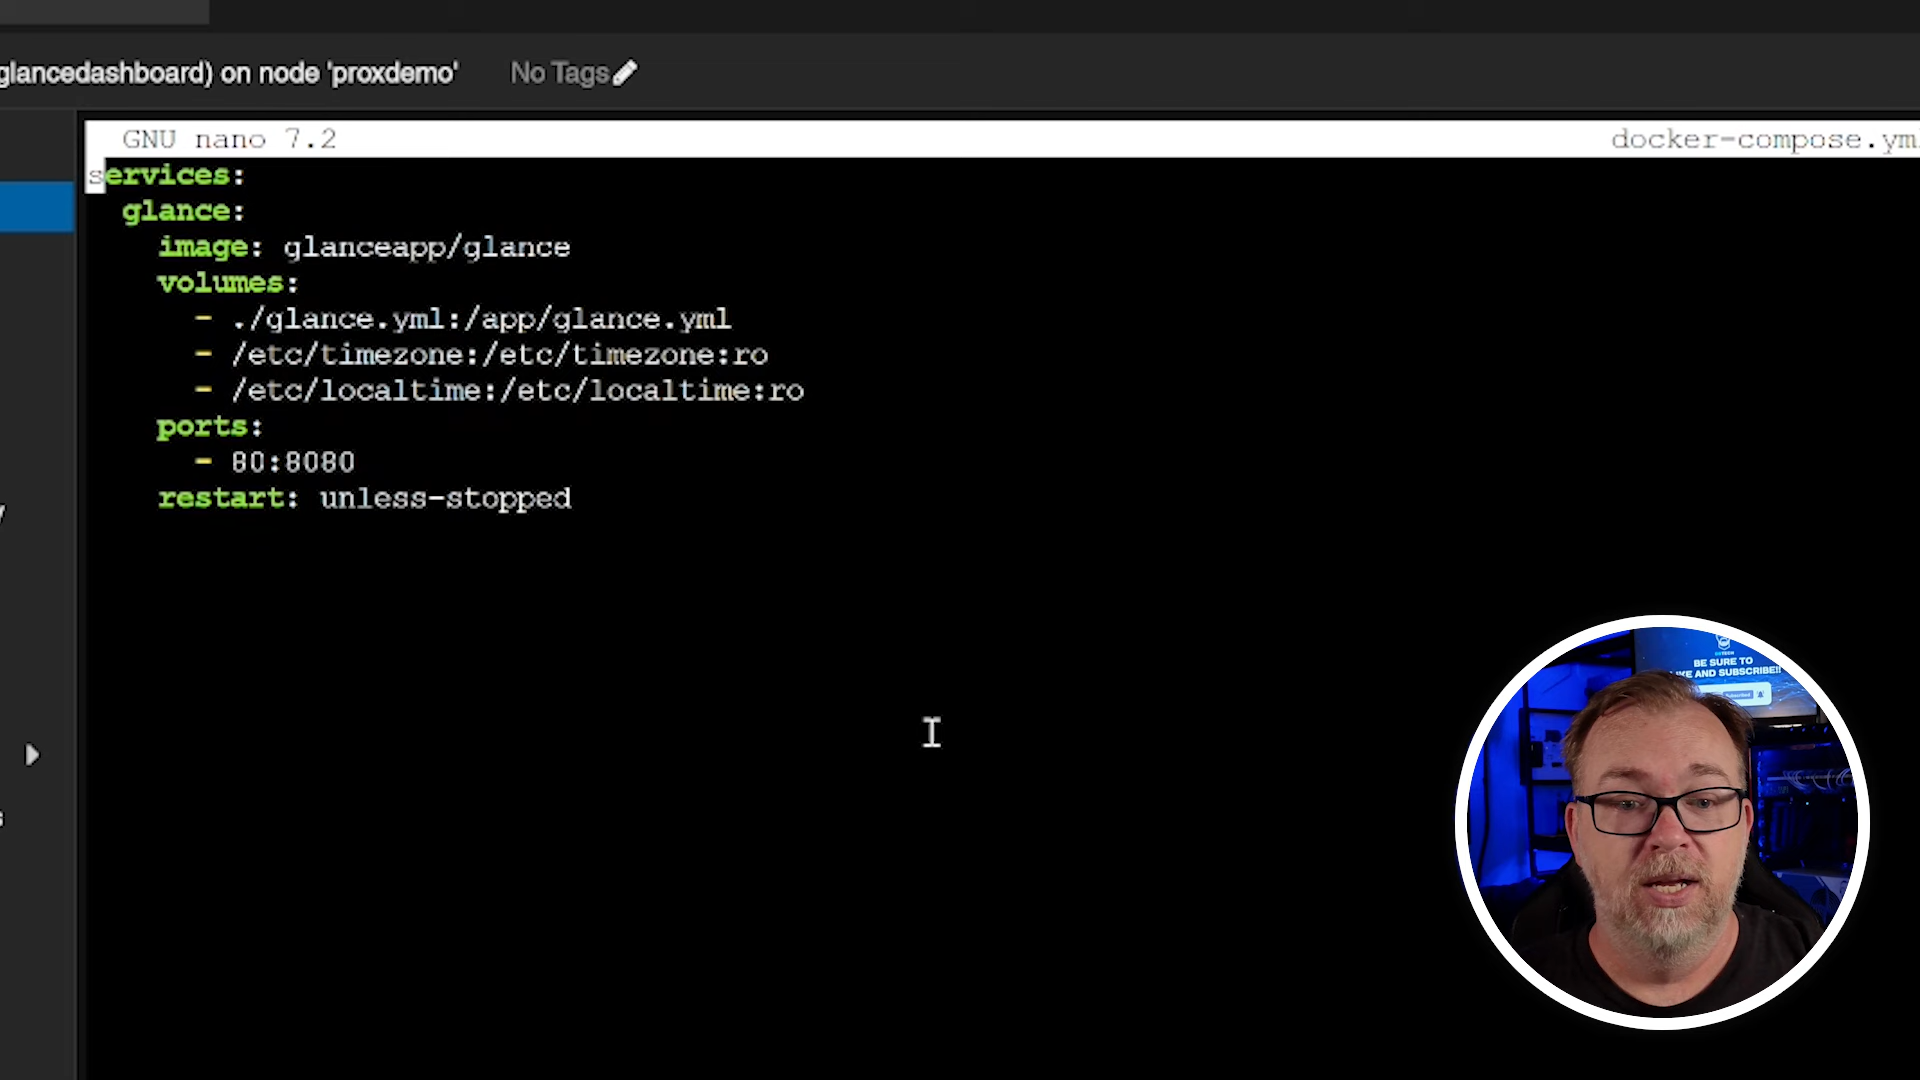 glancedashboard) on node 'proxdemo' No Tags
GNU nano 7.2 docker-compose.yml
services:
glance:
image: glanceapp/glance
volumes:
- ./glance.yml:/app/glance.yml
- /etc/timezone:/etc/timezone:ro
- /etc/localtime:/etc/localtime:ro
ports:
- 80:8080
restart: unless-stopped
BE SURE TO
LIKE AND SUBSCRIBE!!